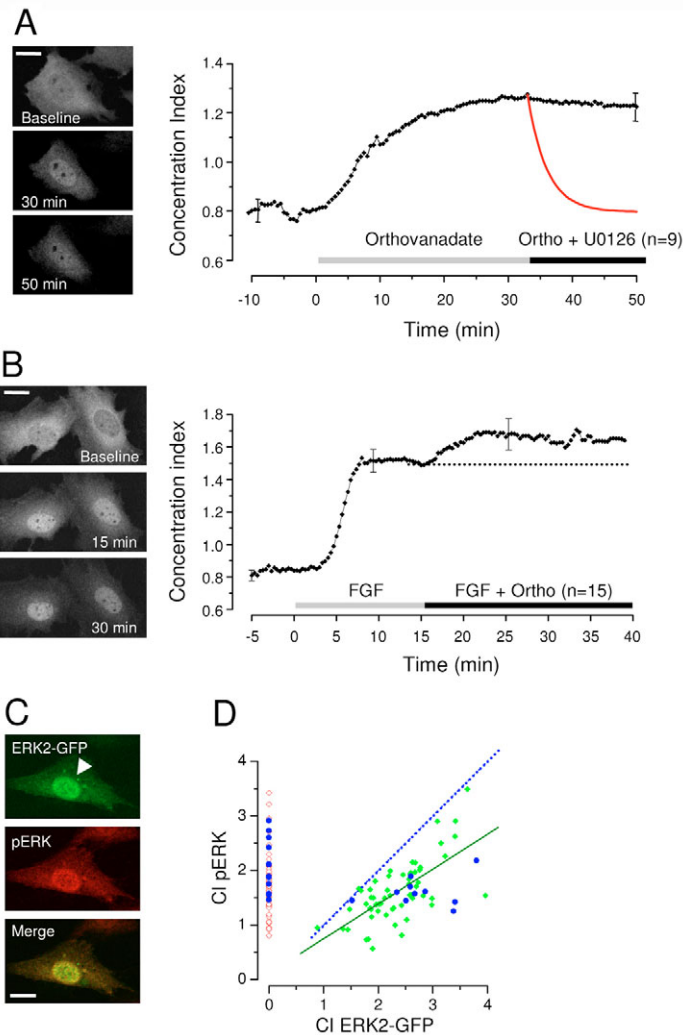 A
Baseline
30 min
50 min
Concentration Index
1.4
1.2
1.0
0.8
0.6
Orthovanadate
Ortho + U0126 (n=9)
-10 0 10 20 30 40 50
Time (min)
B
Baseline
15 min
30 min
Concentration index
1.8
1.6
1.4
1.2
1.0
0.8
0.6
FGF
FGF + Ortho (n=15)
-5 0 5 10 15 20 25 30 35 40
Time (min)
C
ERK2-GFP
pERK
Merge
D
CI pERK
4
3
2
1
0
0 1 2 3 4
CI ERK2-GFP